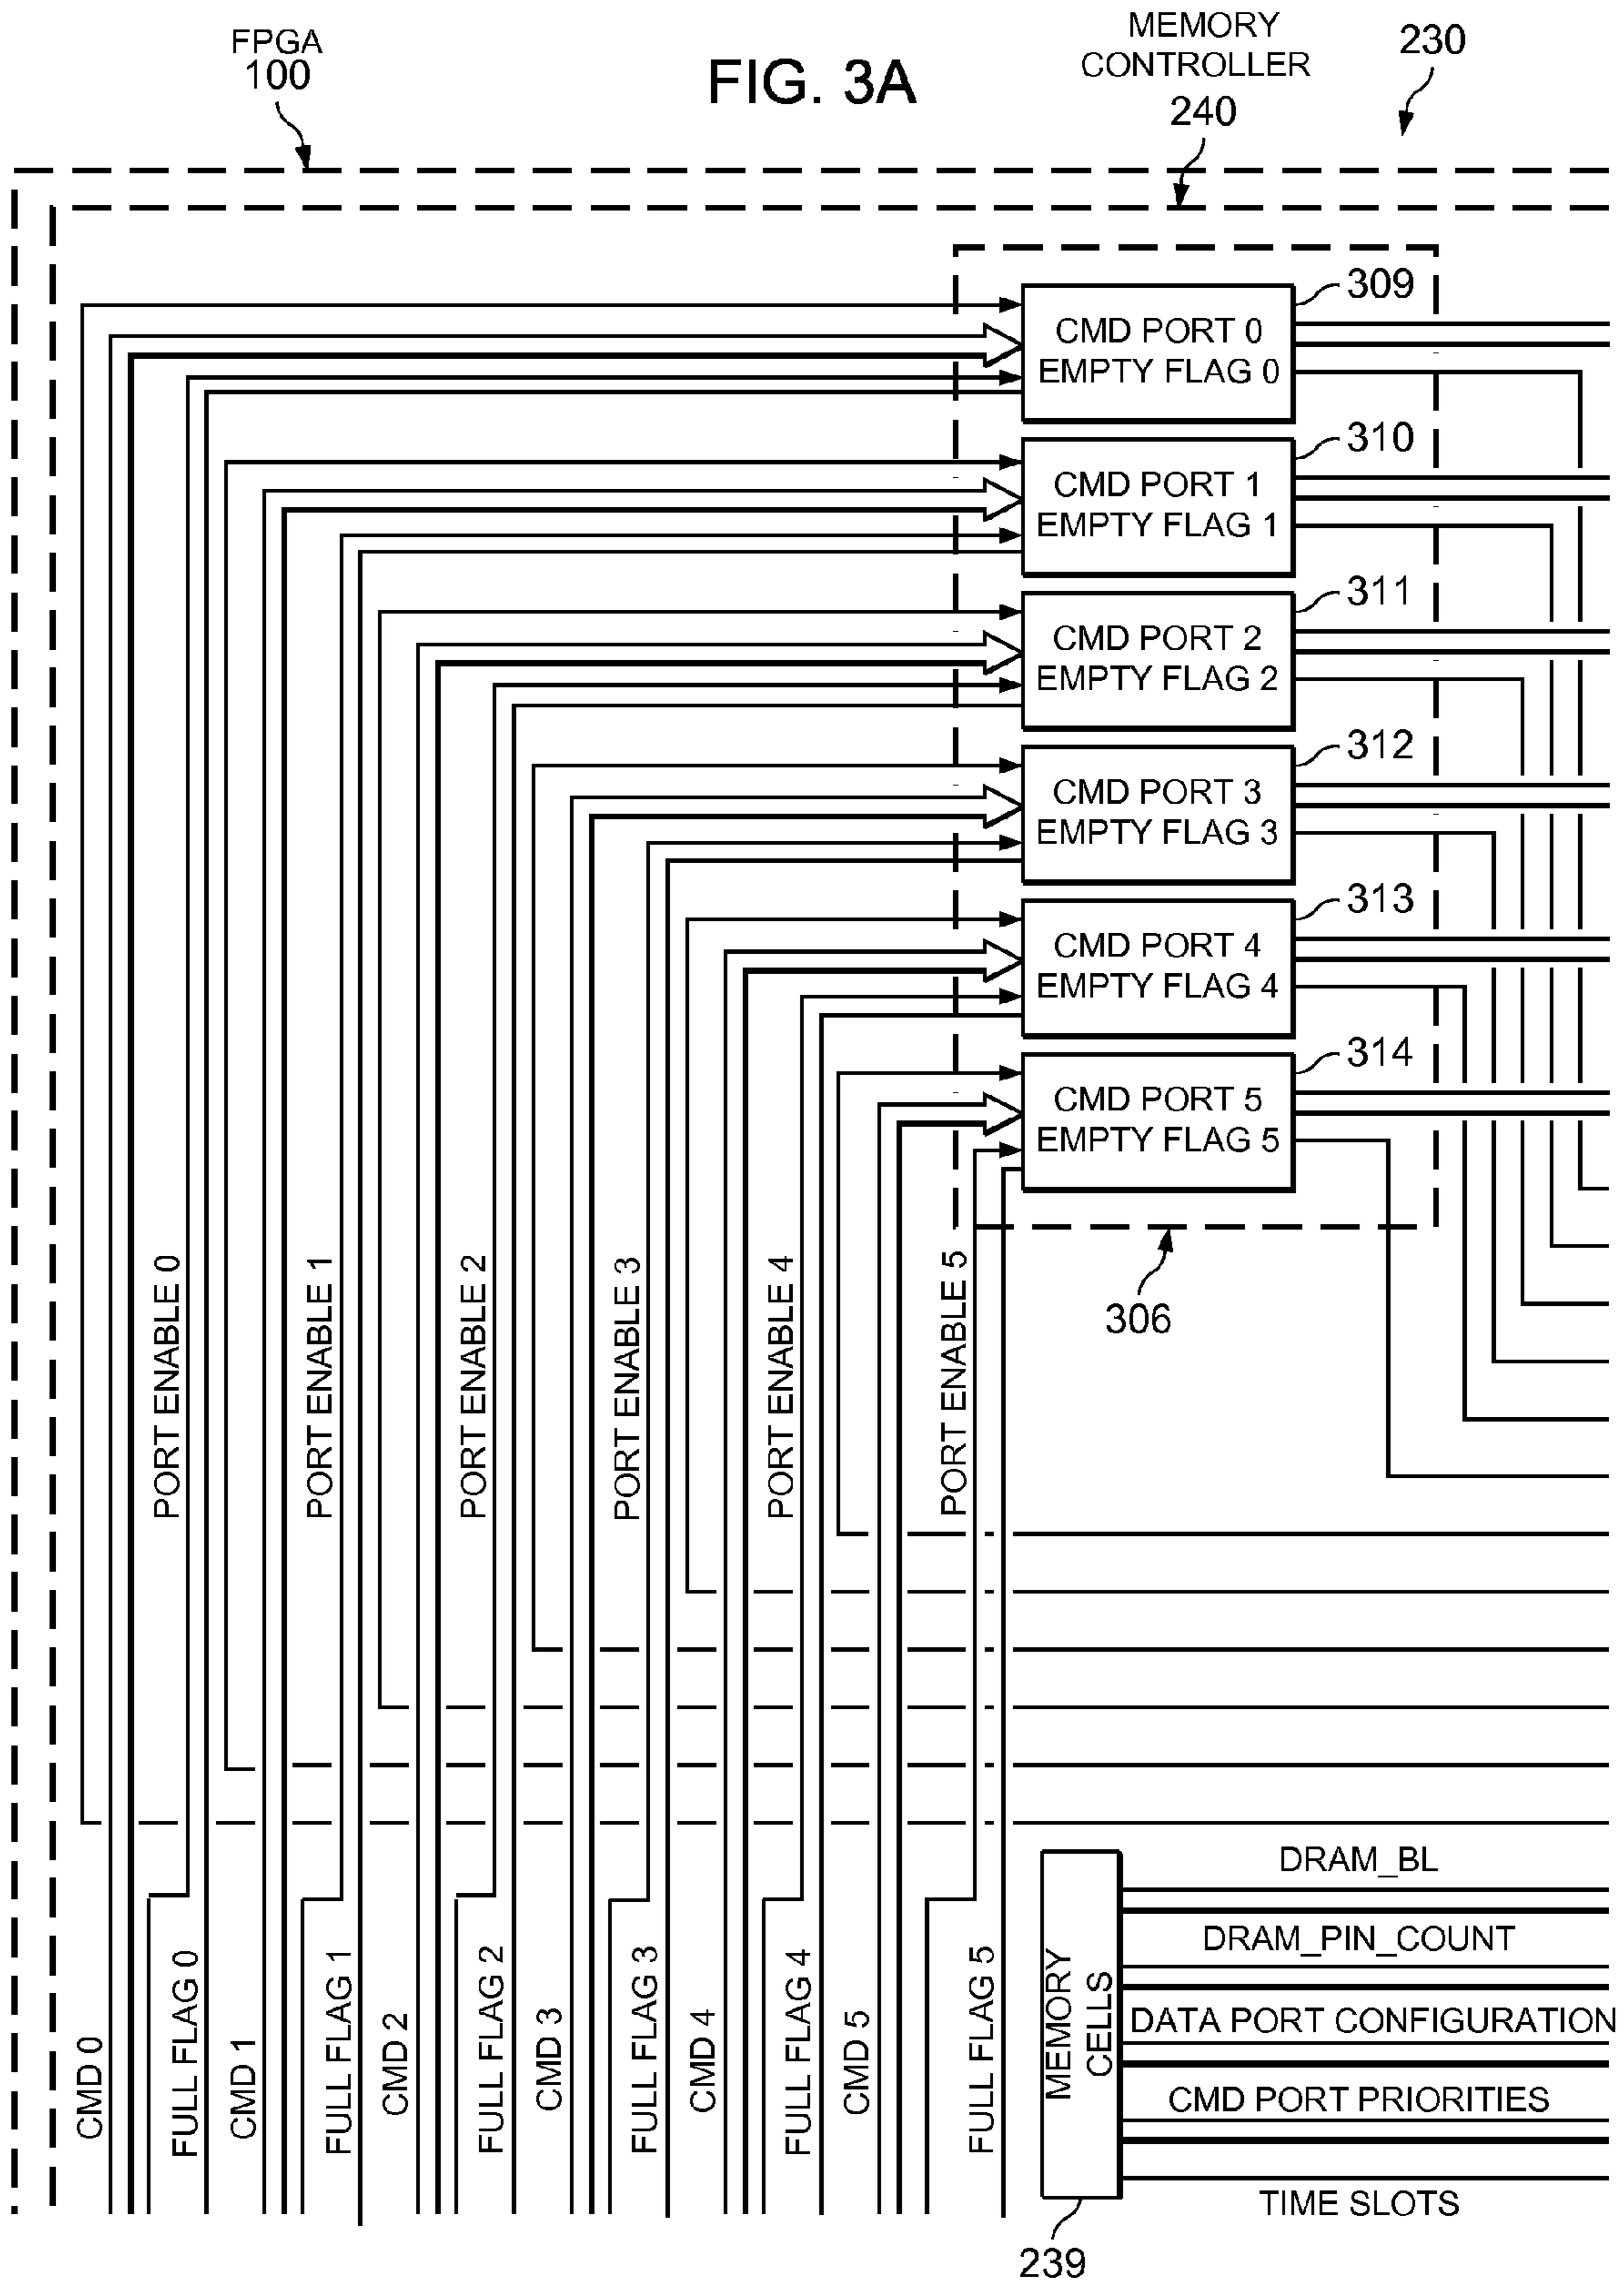 FPGA
100
FIG. 3A
MEMORY
CONTROLLER
240
230
309
CMD PORT 0
EMPTY FLAG 0
310
CMD PORT 1
EMPTY FLAG 1
311
CMD PORT 2
EMPTY FLAG 2
312
CMD PORT 3
EMPTY FLAG 3
313
CMD PORT 4
EMPTY FLAG 4
314
CMD PORT 5
EMPTY FLAG 5
306
PORT ENABLE 0
PORT ENABLE 1
PORT ENABLE 2
PORT ENABLE 3
PORT ENABLE 4
PORT ENABLE 5
CMD 0
FULL FLAG 0
CMD 1
FULL FLAG 1
CMD 2
FULL FLAG 2
CMD 3
FULL FLAG 3
CMD 4
FULL FLAG 4
CMD 5
FULL FLAG 5
MEMORY
CELLS
239
DRAM_BL
DRAM_PIN_COUNT
DATA PORT CONFIGURATION
CMD PORT PRIORITIES
TIME SLOTS